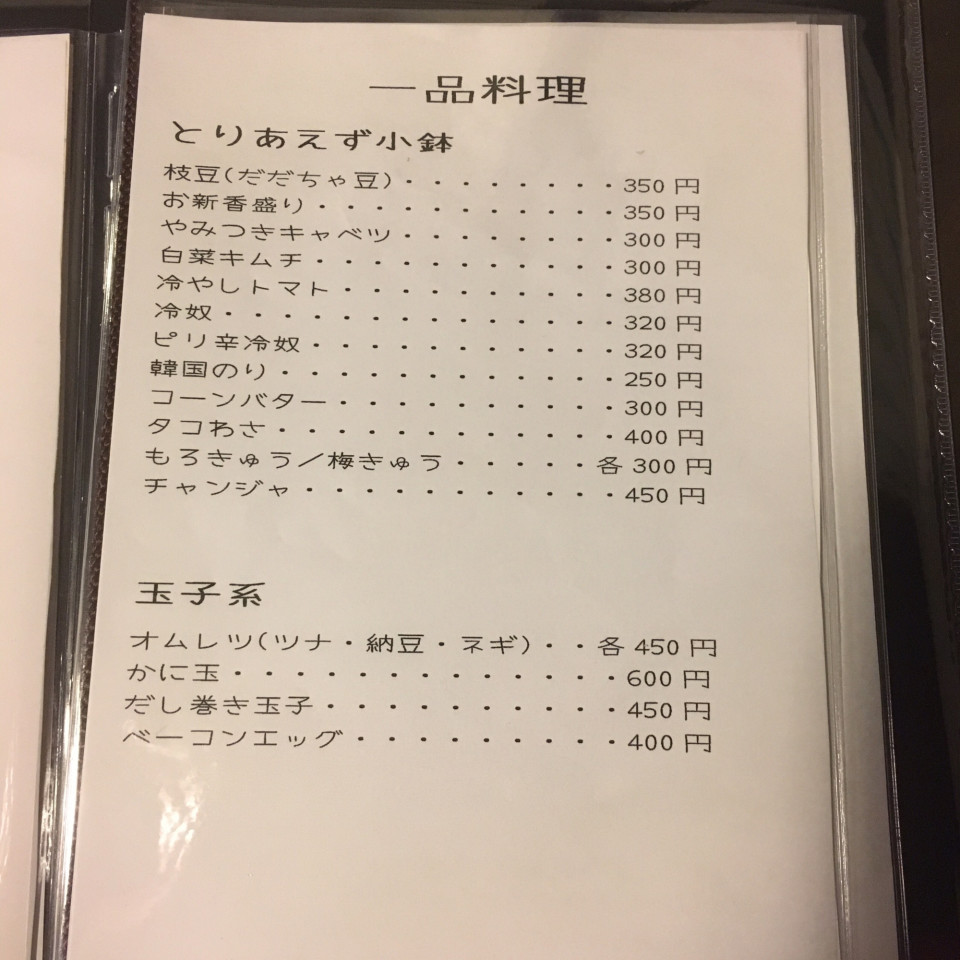 一品料理
とりあえず小鉢
枝豆(だだちゃ豆)・・・・・・・・350円
お新香盛り・・・・・・・・・・・350円
やみつきキャベツ・・・・・・・・300円
白菜キムチ・・・・・・・・・・・300円
冷やしトマト・・・・・・・・・・380円
冷奴・・・・・・・・・・・・・・320円
ピリ辛冷奴・・・・・・・・・・・320円
韓国のり・・・・・・・・・・・・250円
コーンバター・・・・・・・・・・300円
タコわさ・・・・・・・・・・・・400円
もろきゅう/梅きゅう・・・・・各300円
チャンジャ・・・・・・・・・・・450円
玉子系
オムレツ(ツナ・納豆・ネギ)・・各450円
かに玉・・・・・・・・・・・・・600円
だし巻き玉子・・・・・・・・・・450円
ベーコンエッグ・・・・・・・・・400円